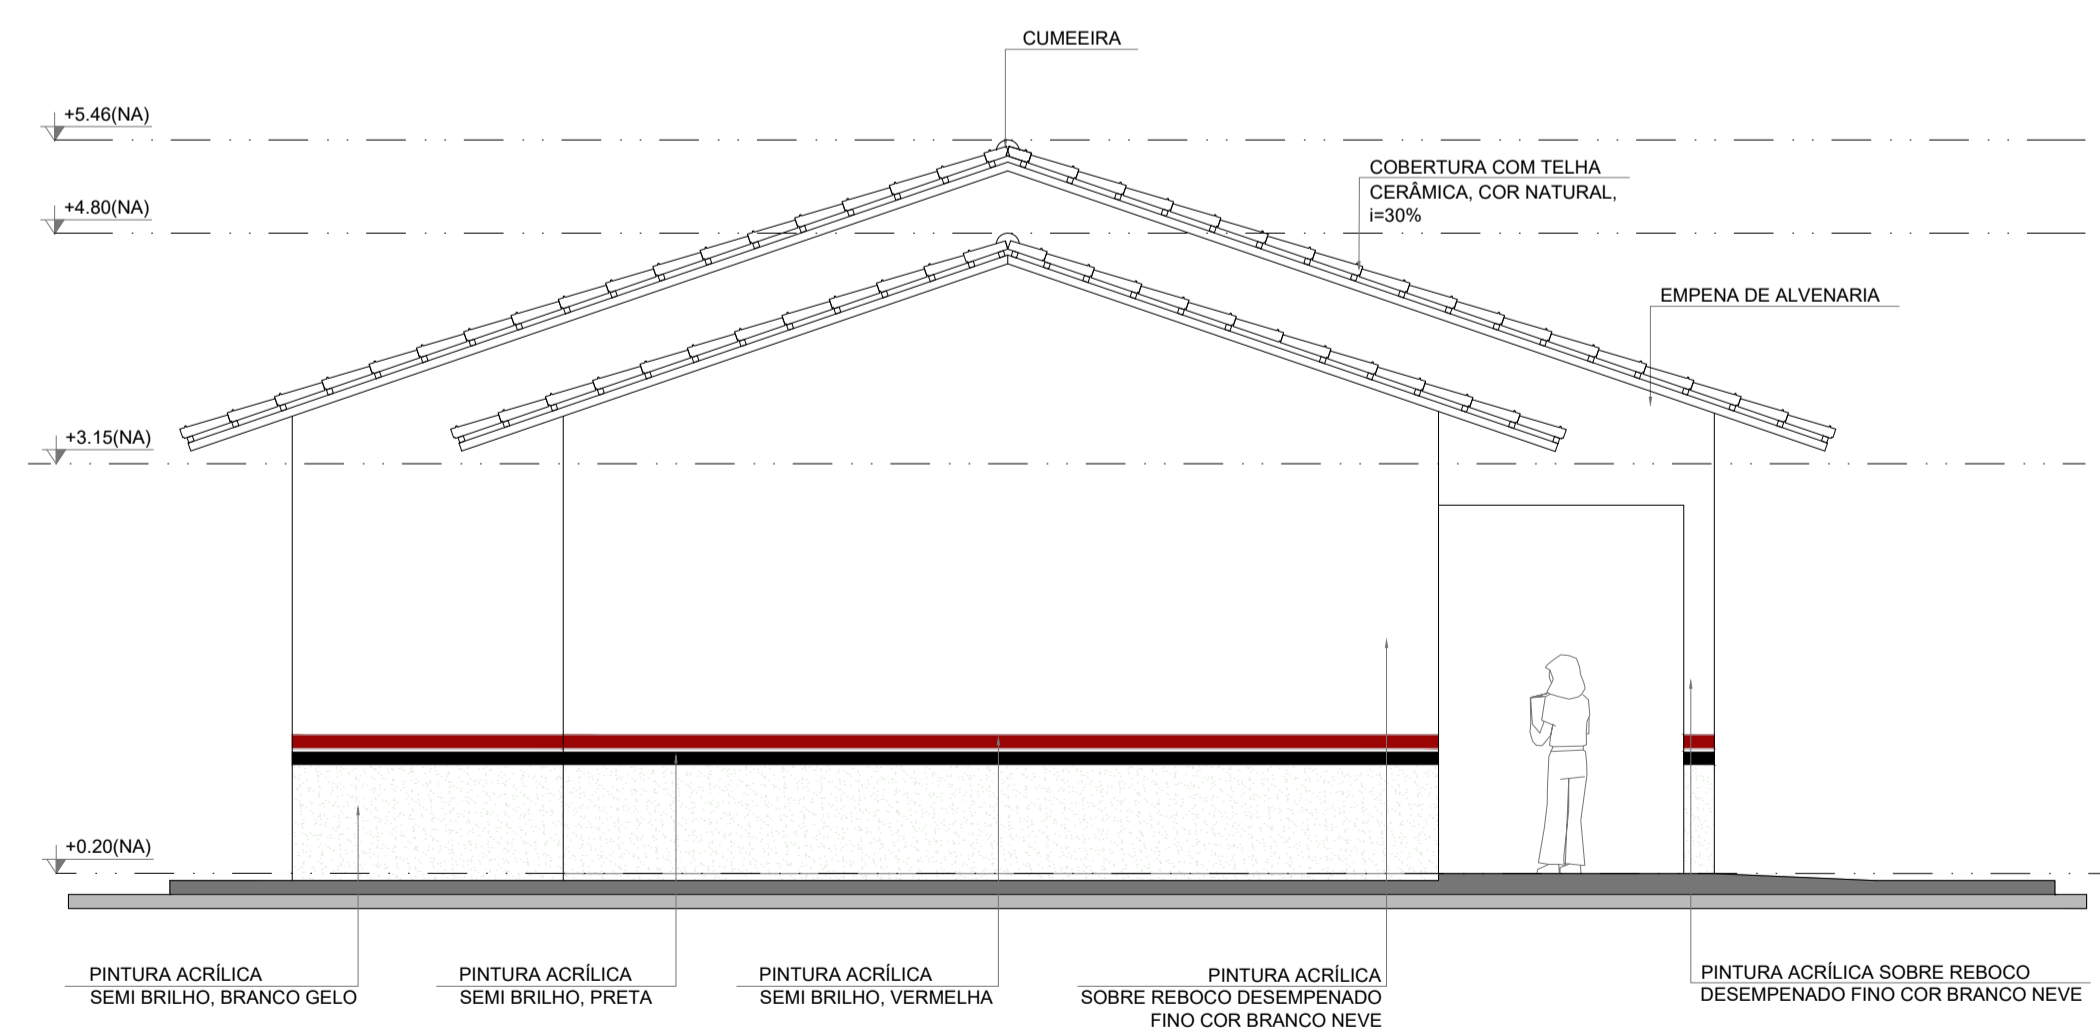 CUMEEIRA
+5.46(NA)
COBERTURA COM TELHA
CERÂMICA, COR NATURAL,
i=30%
+4.80(NA)
EMPENA DE ALVENARIA
+3.15(NA)
+0.20(NA)
PINTURA ACRÍLICA
SEMI BRILHO, BRANCO GELO
PINTURA ACRÍLICA
SEMI BRILHO, PRETA
PINTURA ACRÍLICA
SEMI BRILHO, VERMELHA
PINTURA ACRÍLICA
SOBRE REBOCO DESEMPENADO
FINO COR BRANCO NEVE
PINTURA ACRÍLICA SOBRE REBOCO
DESEMPENADO FINO COR BRANCO NEVE